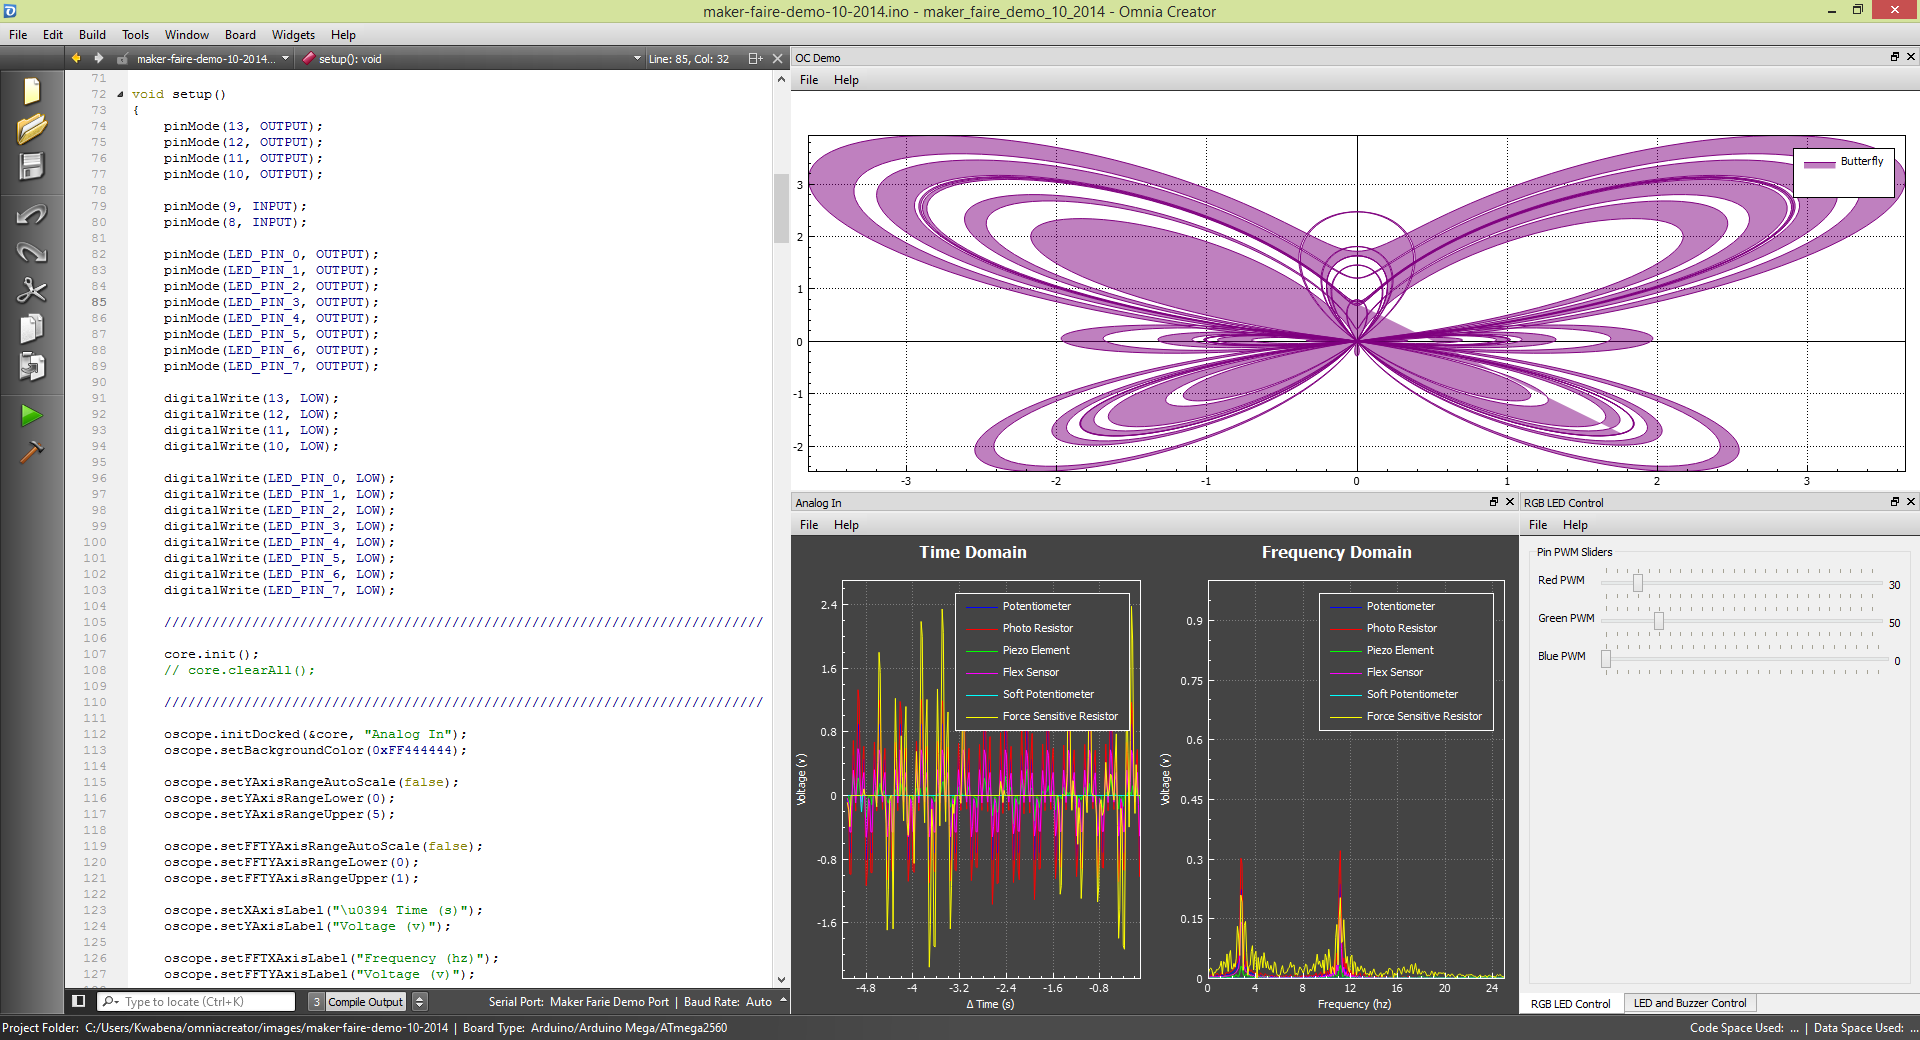 maker-faire-demo-10-2014.ino - maker_faire_demo_10_2014 - Omnia Creator
File Edit Build Tools Window Board Widgets Help
maker-faire-demo-10-2014... setup(): void Line: 85, Col: 32
71
72 void setup()
73 {
74 pinMode(13, OUTPUT);
75 pinMode(12, OUTPUT);
76 pinMode(11, OUTPUT);
77 pinMode(10, OUTPUT);
78
79 pinMode(9, INPUT);
80 pinMode(8, INPUT);
81
82 pinMode(LED_PIN_0, OUTPUT);
83 pinMode(LED_PIN_1, OUTPUT);
84 pinMode(LED_PIN_2, OUTPUT);
85 pinMode(LED_PIN_3, OUTPUT);
86 pinMode(LED_PIN_4, OUTPUT);
87 pinMode(LED_PIN_5, OUTPUT);
88 pinMode(LED_PIN_6, OUTPUT);
89 pinMode(LED_PIN_7, OUTPUT);
90
91 digitalWrite(13, LOW);
92 digitalWrite(12, LOW);
93 digitalWrite(11, LOW);
94 digitalWrite(10, LOW);
95
96 digitalWrite(LED_PIN_0, LOW);
97 digitalWrite(LED_PIN_1, LOW);
98 digitalWrite(LED_PIN_2, LOW);
99 digitalWrite(LED_PIN_3, LOW);
100 digitalWrite(LED_PIN_4, LOW);
101 digitalWrite(LED_PIN_5, LOW);
102 digitalWrite(LED_PIN_6, LOW);
103 digitalWrite(LED_PIN_7, LOW);
104
105 ///////////////////////////////////////////////////////////////////////////
106
107 core.init();
108 // core.clearAll();
109
110 ///////////////////////////////////////////////////////////////////////////
111
112 oscope.initDocked(&core, "Analog In");
113 oscope.setBackgroundColor(0xFF444444);
114
115 oscope.setYAxisRangeAutoScale(false);
116 oscope.setYAxisRangeLower(0);
117 oscope.setYAxisRangeUpper(5);
118
119 oscope.setFFTYAxisRangeAutoScale(false);
120 oscope.setFFTYAxisRangeLower(0);
121 oscope.setFFTYAxisRangeUpper(1);
122
123 oscope.setXAxisLabel("\u0394 Time (s)");
124 oscope.setYAxisLabel("Voltage (v)");
125
126 oscope.setFFTXAxisLabel("Frequency (hz)");
127 oscope.setFFTYAxisLabel("Voltage (v)");
Type to locate (Ctrl+K) 3 Compile Output Serial Port: Maker Farie Demo Port | Baud Rate: Auto
OC Demo
File Help
Butterfly
3
2
1
0
-1
-2
-3 -2 -1 0 1 2 3
Analog In
File Help
Time Domain
Voltage (v)
2.4
1.6
0.8
0
-0.8
-1.6
Potentiometer
Photo Resistor
Piezo Element
Flex Sensor
Soft Potentiometer
Force Sensitive Resistor
-4.8 -4 -3.2 -2.4 -1.6 -0.8
Δ Time (s)
Frequency Domain
Voltage (v)
0.9
0.75
0.6
0.45
0.3
0.15
0
Potentiometer
Photo Resistor
Piezo Element
Flex Sensor
Soft Potentiometer
Force Sensitive Resistor
0 4 8 12 16 20 24
Frequency (hz)
RGB LED Control
File Help
Pin PWM Sliders
Red PWM 30
Green PWM 50
Blue PWM 0
RGB LED Control LED and Buzzer Control
Project Folder: C:/Users/Kwabena/omniacreator/images/maker-faire-demo-10-2014 | Board Type: Arduino/Arduino Mega/ATmega2560 Code Space Used: ... | Data Space Used: ...